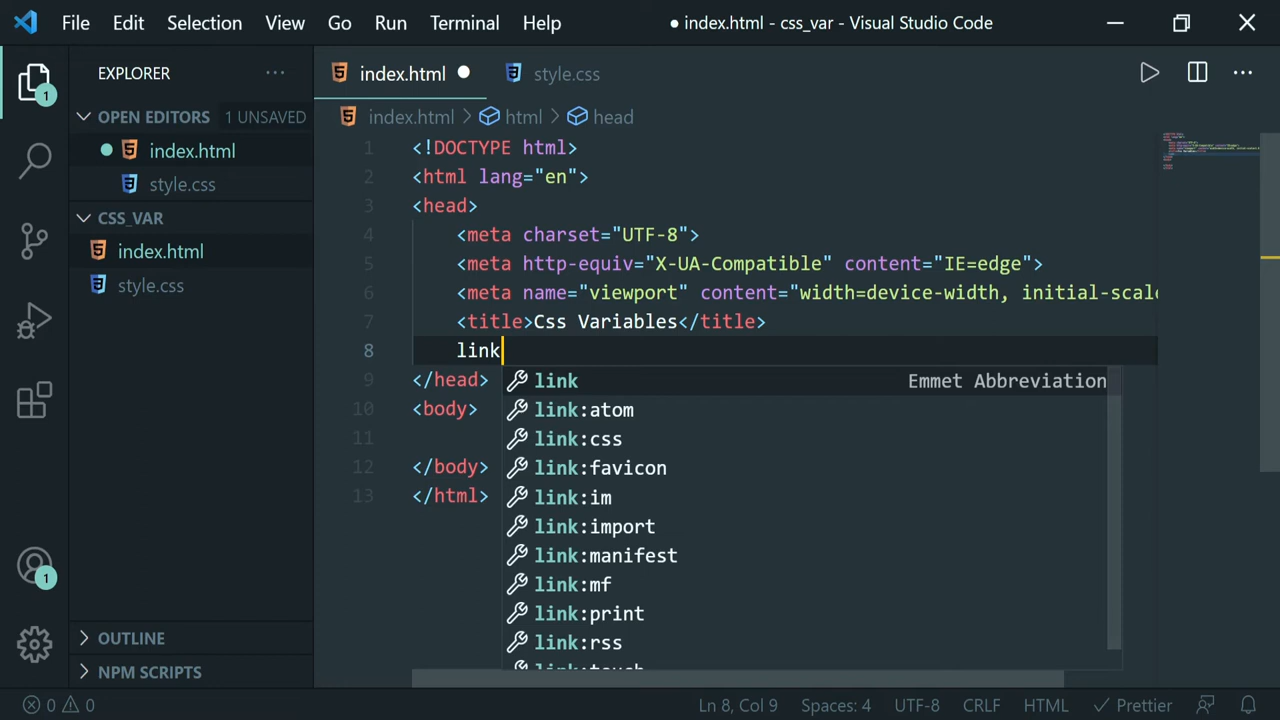 File Edit Selection View Go Run Terminal Help ● index.html - css_var - Visual Studio Code
EXPLORER ···
index.html
style.css
OPEN EDITORS 1 UNSAVED
index.html
style.css
CSS_VAR
index.html
style.css
OUTLINE
NPM SCRIPTS
1
1
index.html > html > head
1 <!DOCTYPE html>
2 <html lang="en">
3 <head>
4 <meta charset="UTF-8">
5 <meta http-equiv="X-UA-Compatible" content="IE=edge">
6 <meta name="viewport" content="width=device-width, initial-scale
7 <title>Css Variables</title>
8 link
9 </head>
10 <body>
11
12 </body>
13 </html>
link Emmet Abbreviation
link:atom
link:css
link:favicon
link:im
link:import
link:manifest
link:mf
link:print
link:rss
link:touch
0 0 Ln 8, Col 9 Spaces: 4 UTF-8 CRLF HTML Prettier